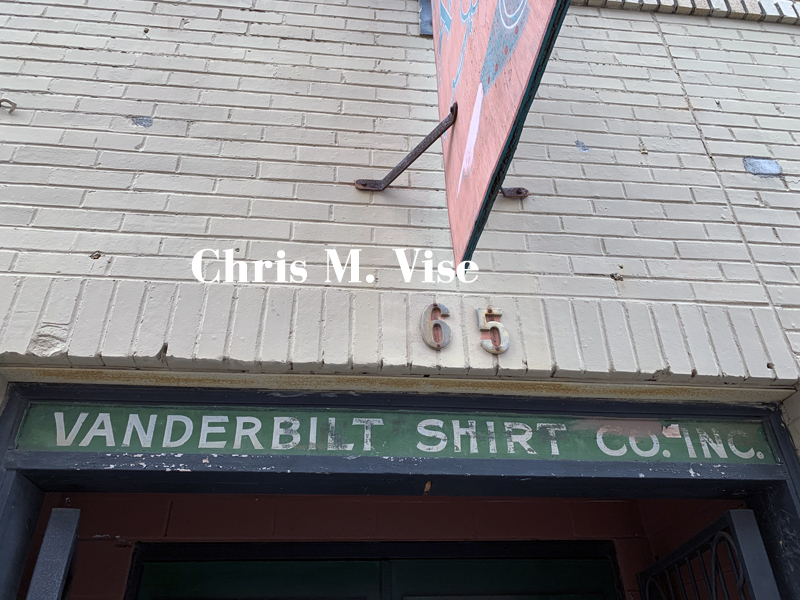 Chris M. Vise
65
VANDERBILT SHIRT CO. INC.